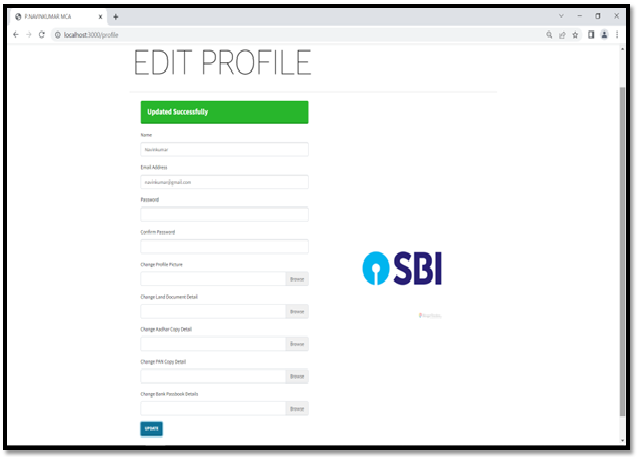 P.NAVINKUMAR MCA
localhost:3000/profile
EDIT PROFILE
Updated Successfully
Name
Navinkumar
Email Address
navinkumar@gmail.com
Password
Confirm Password
Change Profile Picture
Browse
Change Land Document Detail
Browse
Change Aadhar Copy Detail
Browse
Change PAN Copy Detail
Browse
Change Bank Passbook Details
Browse
UPDATE
SBI